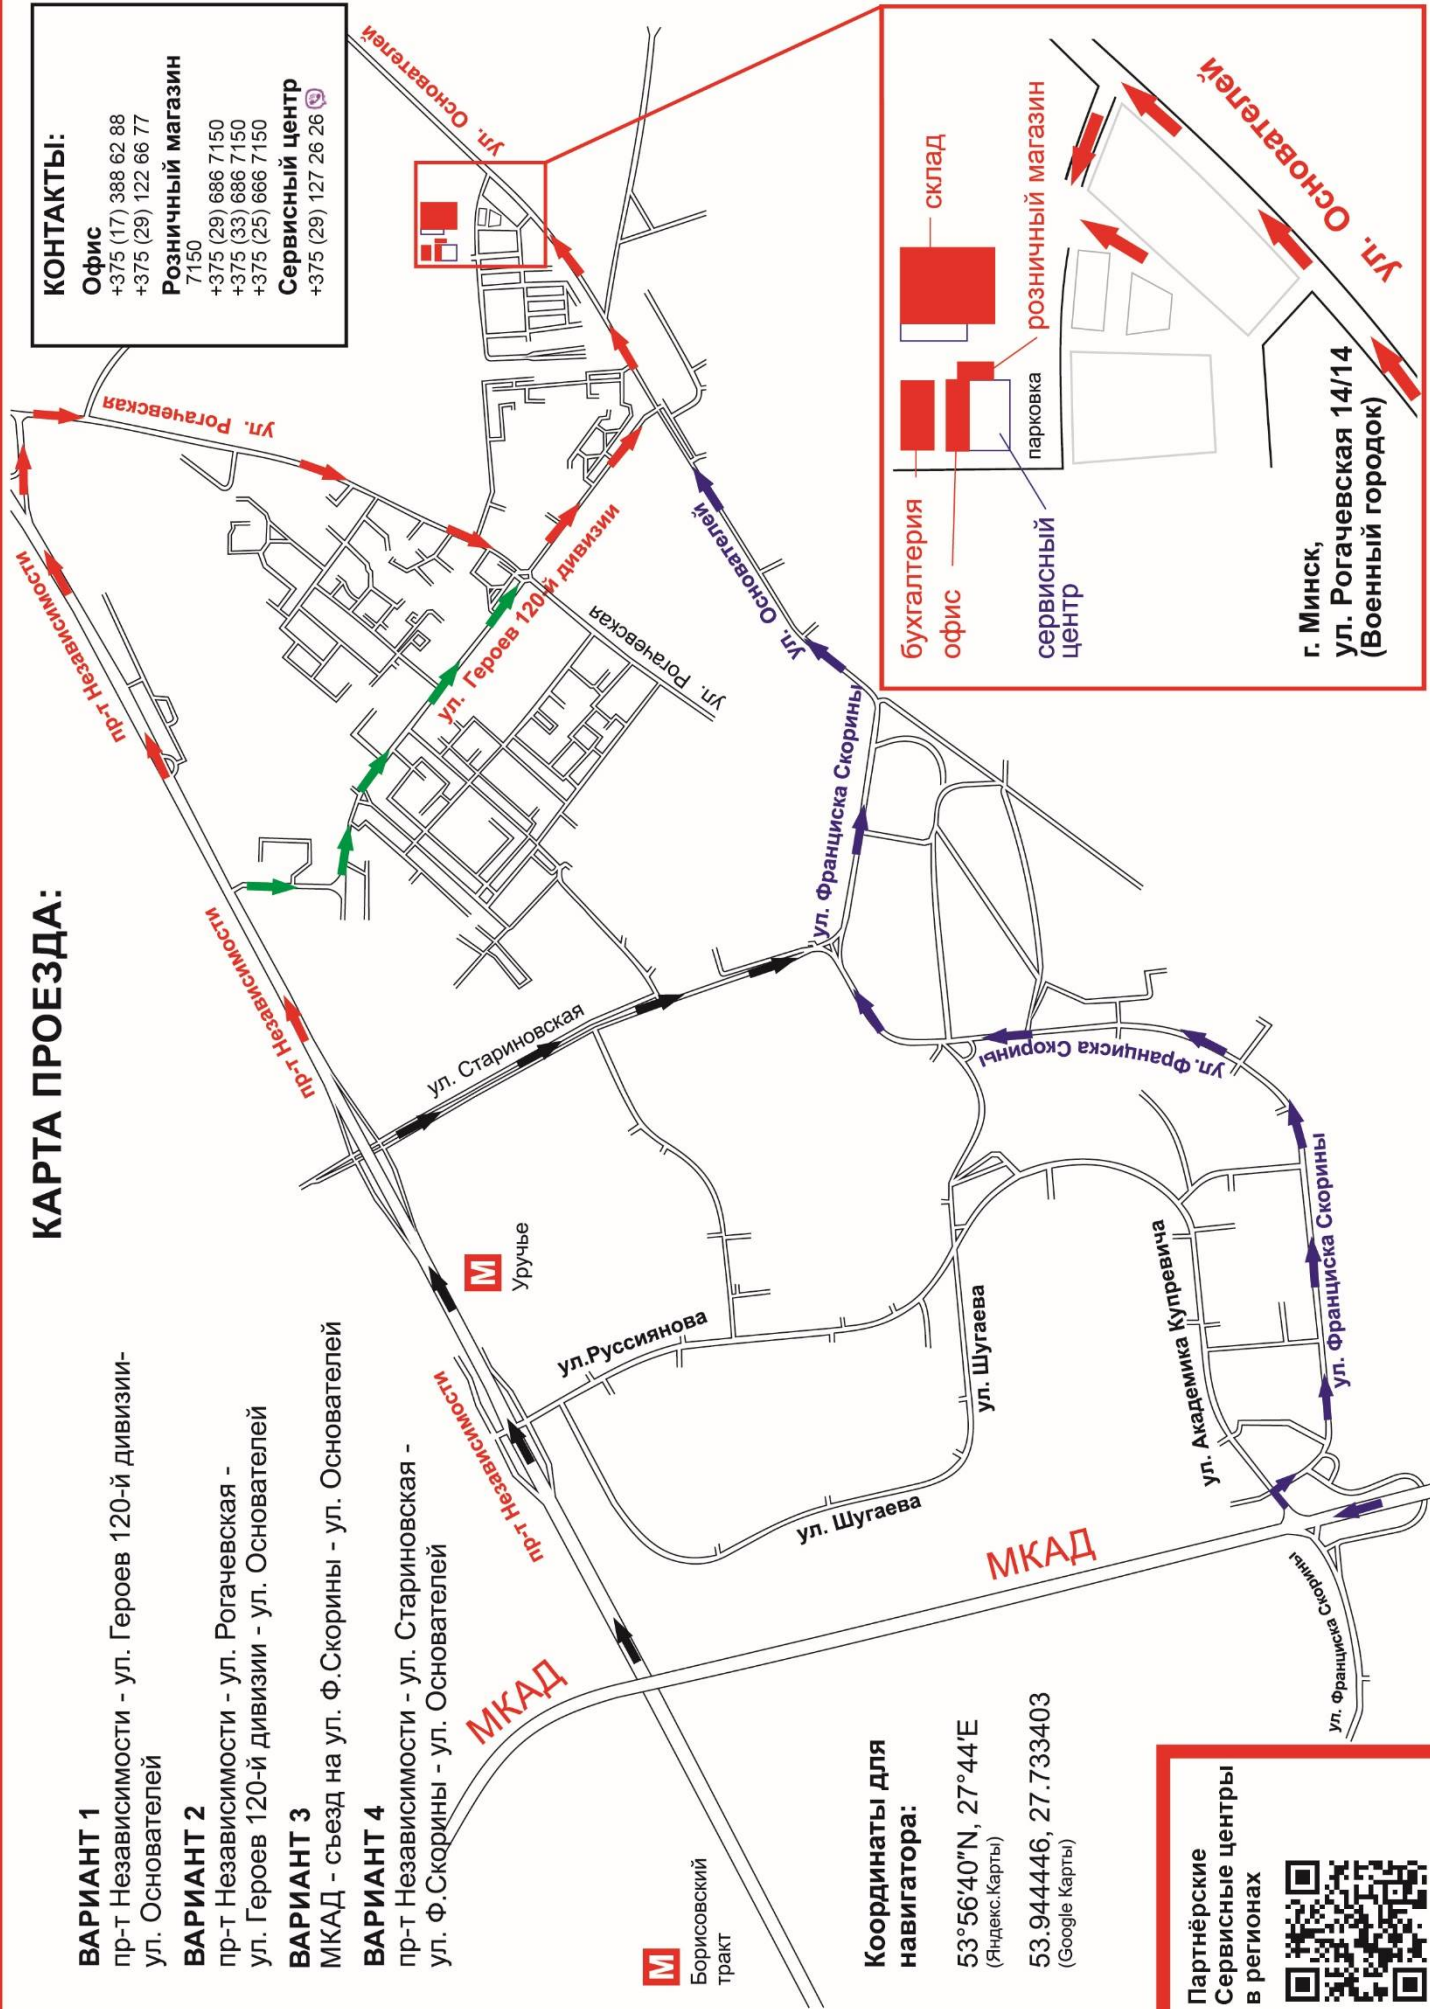 КАРТА ПРОЕЗДА:
ВАРИАНТ 1
пр-т Независимости - ул. Героев 120-й дивизии-
ул. Основателей
ВАРИАНТ 2
пр-т Независимости - ул. Рогачевская -
ул. Героев 120-й дивизии - ул. Основателей
ВАРИАНТ 3
МКАД - съезд на ул. Ф.Скорины - ул. Основателей
ВАРИАНТ 4
пр-т Независимости - ул. Стариновская -
ул. Ф.Скорины - ул. Основателей
КОНТАКТЫ:
Офис
+375 (17) 388 62 88
+375 (29) 122 66 77
Розничный магазин
7150
+375 (29) 686 7150
+375 (33) 686 7150
+375 (25) 666 7150
Сервисный центр
+375 (29) 127 26 26
пр-т Независимости
пр-т Независимости
пр-т Независимости
пр-т Независимости
ул. Рогачевская
ул. Рогачевская
ул. Героев 120-й дивизии
ул. Основателей
ул. Основателей
ул. Стариновская
М
Уручье
ул.Руссиянова
ул. Шугаева
ул. Шугаева
ул. Франциска Скорины
ул. Франциска Скорины
ул. Франциска Скорины
ул. Франциска Скорины
Франциска Скорины
ул. Академика Купревича
МКАД
МКАД
М
Борисовский
тракт
Координаты для
навигатора:
53°56'40"N, 27°44'E
(Яндекс.Карты)
53.944446, 27.733403
(Google Карты)
Партнёрские
Сервисные центры
в регионах
бухгалтерия
офис
сервисный
центр
парковка
склад
розничный магазин
ул. Основателей
г. Минск,
ул. Рогачевская 14/14
(Военный городок)